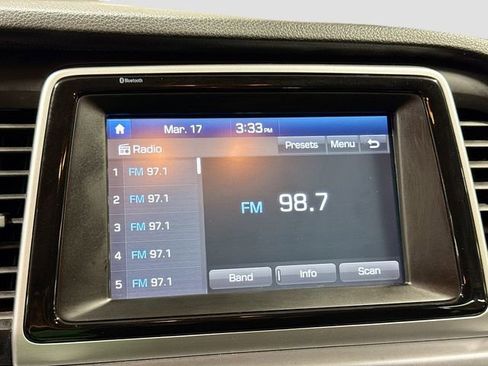 Bluetooth
Mar. 17 3:33 PM
Radio Presets Menu
1 FM 97.1
2 FM 97.1
3 FM 97.1
4 FM 97.1
5 FM 97.1
FM 98.7
Band Info Scan